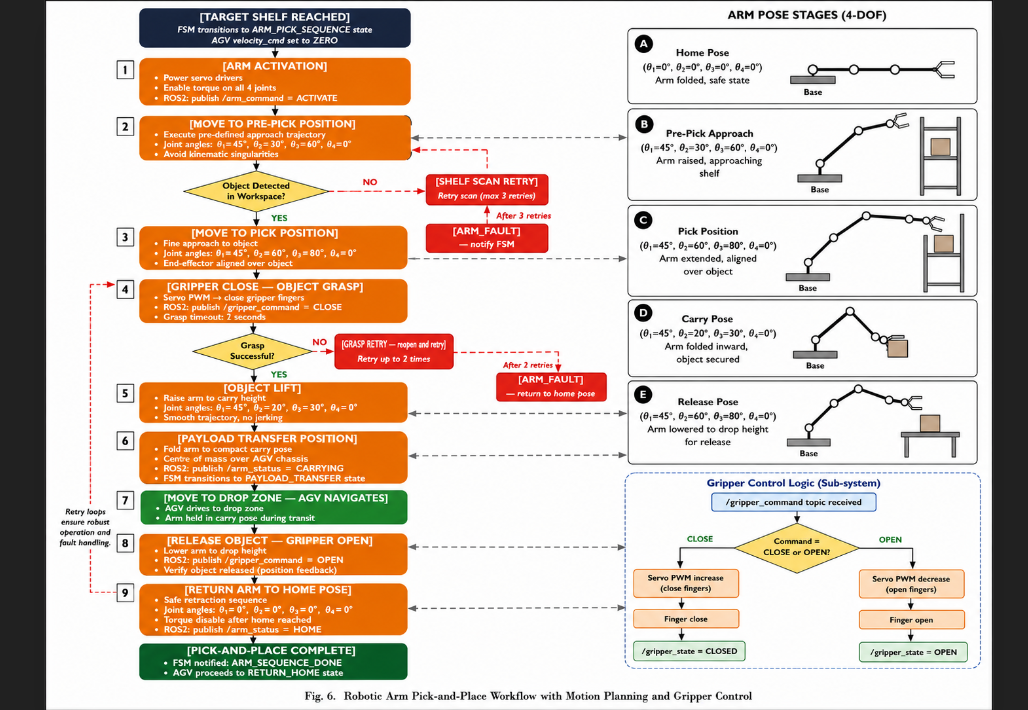 [TARGET SHELF REACHED]
FSM transitions to ARM_PICK_SEQUENCE state
AGV velocity_cmd set to ZERO
1
[ARM ACTIVATION]
• Power servo drivers
• Enable torque on all 4 joints
• ROS2: publish /arm_command = ACTIVATE
2
[MOVE TO PRE-PICK POSITION]
• Execute pre-defined approach trajectory
• Joint angles: θ₁=45°, θ₂=30°, θ₃=60°, θ₄=0°
• Avoid kinematic singularities
Object Detected
in Workspace?
NO
[SHELF SCAN RETRY]
Retry scan (max 3 retries)
After 3 retries
[ARM_FAULT]
— notify FSM
YES
3
[MOVE TO PICK POSITION]
• Fine approach to object
• Joint angles: θ₁=45°, θ₂=60°, θ₃=80°, θ₄=0°
• End-effector aligned over object
4
[GRIPPER CLOSE — OBJECT GRASP]
• Servo PWM → close gripper fingers
• ROS2: publish /gripper_command = CLOSE
• Grasp timeout: 2 seconds
Grasp
Successful?
NO
[GRASP RETRY — reopen and retry]
Retry up to 2 times
After 2 retries
[ARM_FAULT]
— return to home pose
YES
5
[OBJECT LIFT]
• Raise arm to carry height
• Joint angles: θ₁=45°, θ₂=20°, θ₃=30°, θ₄=0°
• Smooth trajectory, no jerking
6
[PAYLOAD TRANSFER POSITION]
• Fold arm to compact carry pose
• Centre of mass over AGV chassis
• ROS2: publish /arm_status = CARRYING
• FSM transitions to PAYLOAD_TRANSFER state
7
[MOVE TO DROP ZONE — AGV NAVIGATES]
• AGV drives to drop zone
• Arm held in carry pose during transit
Retry loops
ensure robust
operation and
fault handling.
8
[RELEASE OBJECT — GRIPPER OPEN]
• Lower arm to drop height
• ROS2: publish /gripper_command = OPEN
• Verify object released (position feedback)
9
[RETURN ARM TO HOME POSE]
• Safe retraction sequence
• Joint angles: θ₁=0°, θ₂=0°, θ₃=0°, θ₄=0°
• Torque disable after home reached
• ROS2: publish /arm_status = HOME
[PICK-AND-PLACE COMPLETE]
• FSM notified: ARM_SEQUENCE_DONE
• AGV proceeds to RETURN_HOME state
ARM POSE STAGES (4-DOF)
A
Home Pose
(θ₁=0°, θ₂=0°, θ₃=0°, θ₄=0°)
Arm folded, safe state
Base
B
Pre-Pick Approach
(θ₁=45°, θ₂=30°, θ₃=60°, θ₄=0°)
Arm raised, approaching
shelf
Base
C
Pick Position
(θ₁=45°, θ₂=60°, θ₃=80°, θ₄=0°)
Arm extended, aligned
over object
Base
D
Carry Pose
(θ₁=45°, θ₂=20°, θ₃=30°, θ₄=0°)
Arm folded inward,
object secured
Base
E
Release Pose
(θ₁=45°, θ₂=60°, θ₃=80°, θ₄=0°)
Arm lowered to drop height
for release
Base
Gripper Control Logic (Sub-system)
/gripper_command topic received
Command =
CLOSE or OPEN?
CLOSE
OPEN
Servo PWM increase
(close fingers)
Finger close
/gripper_state = CLOSED
Servo PWM decrease
(open fingers)
Finger open
/gripper_state = OPEN
Fig. 6. Robotic Arm Pick-and-Place Workflow with Motion Planning and Gripper Control